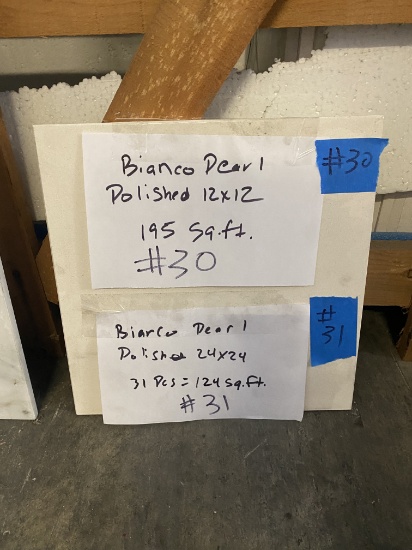 Bianco Pearl
Polished 12x12
195 Sq.ft.
#30
#30
Bianco Pearl
Polished 24x24
31 Pcs = 124 sq.ft.
#31
#
31